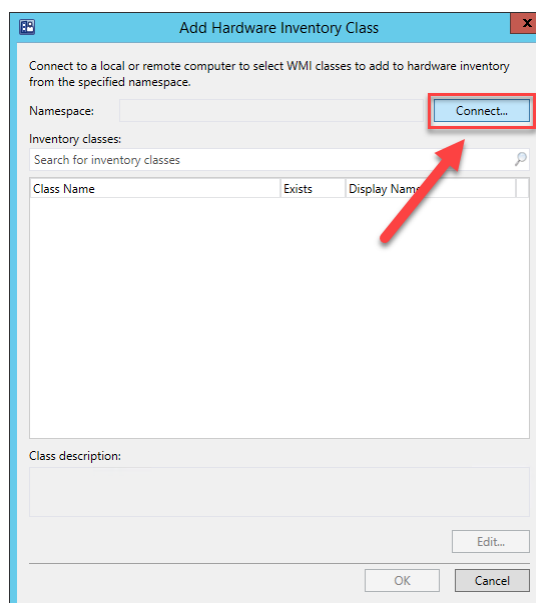 Add Hardware Inventory Class
x
Connect to a local or remote computer to select WMI classes to add to hardware inventory
from the specified namespace.
Namespace:
Connect...
Inventory classes:
Search for inventory classes
Class Name Exists Display Name
Class description:
Edit...
OK Cancel